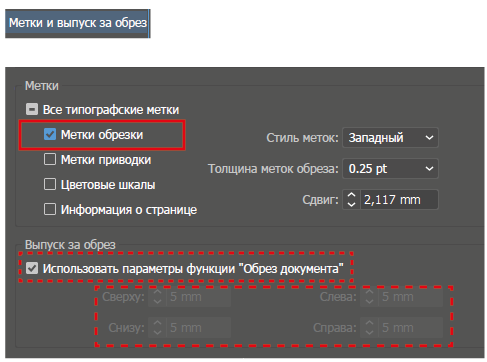 Метки и выпуск за обрез
Метки
Все типографские метки
Метки обрезки
Стиль меток: Западный
Метки приводки
Толщина меток обреза: 0.25 pt
Цветовые шкалы
Сдвиг: 2,117 mm
Информация о странице
Выпуск за обрез
Использовать параметры функции "Обрез документа"
Сверху: 5 mm Слева: 5 mm
Снизу: 5 mm Справа: 5 mm